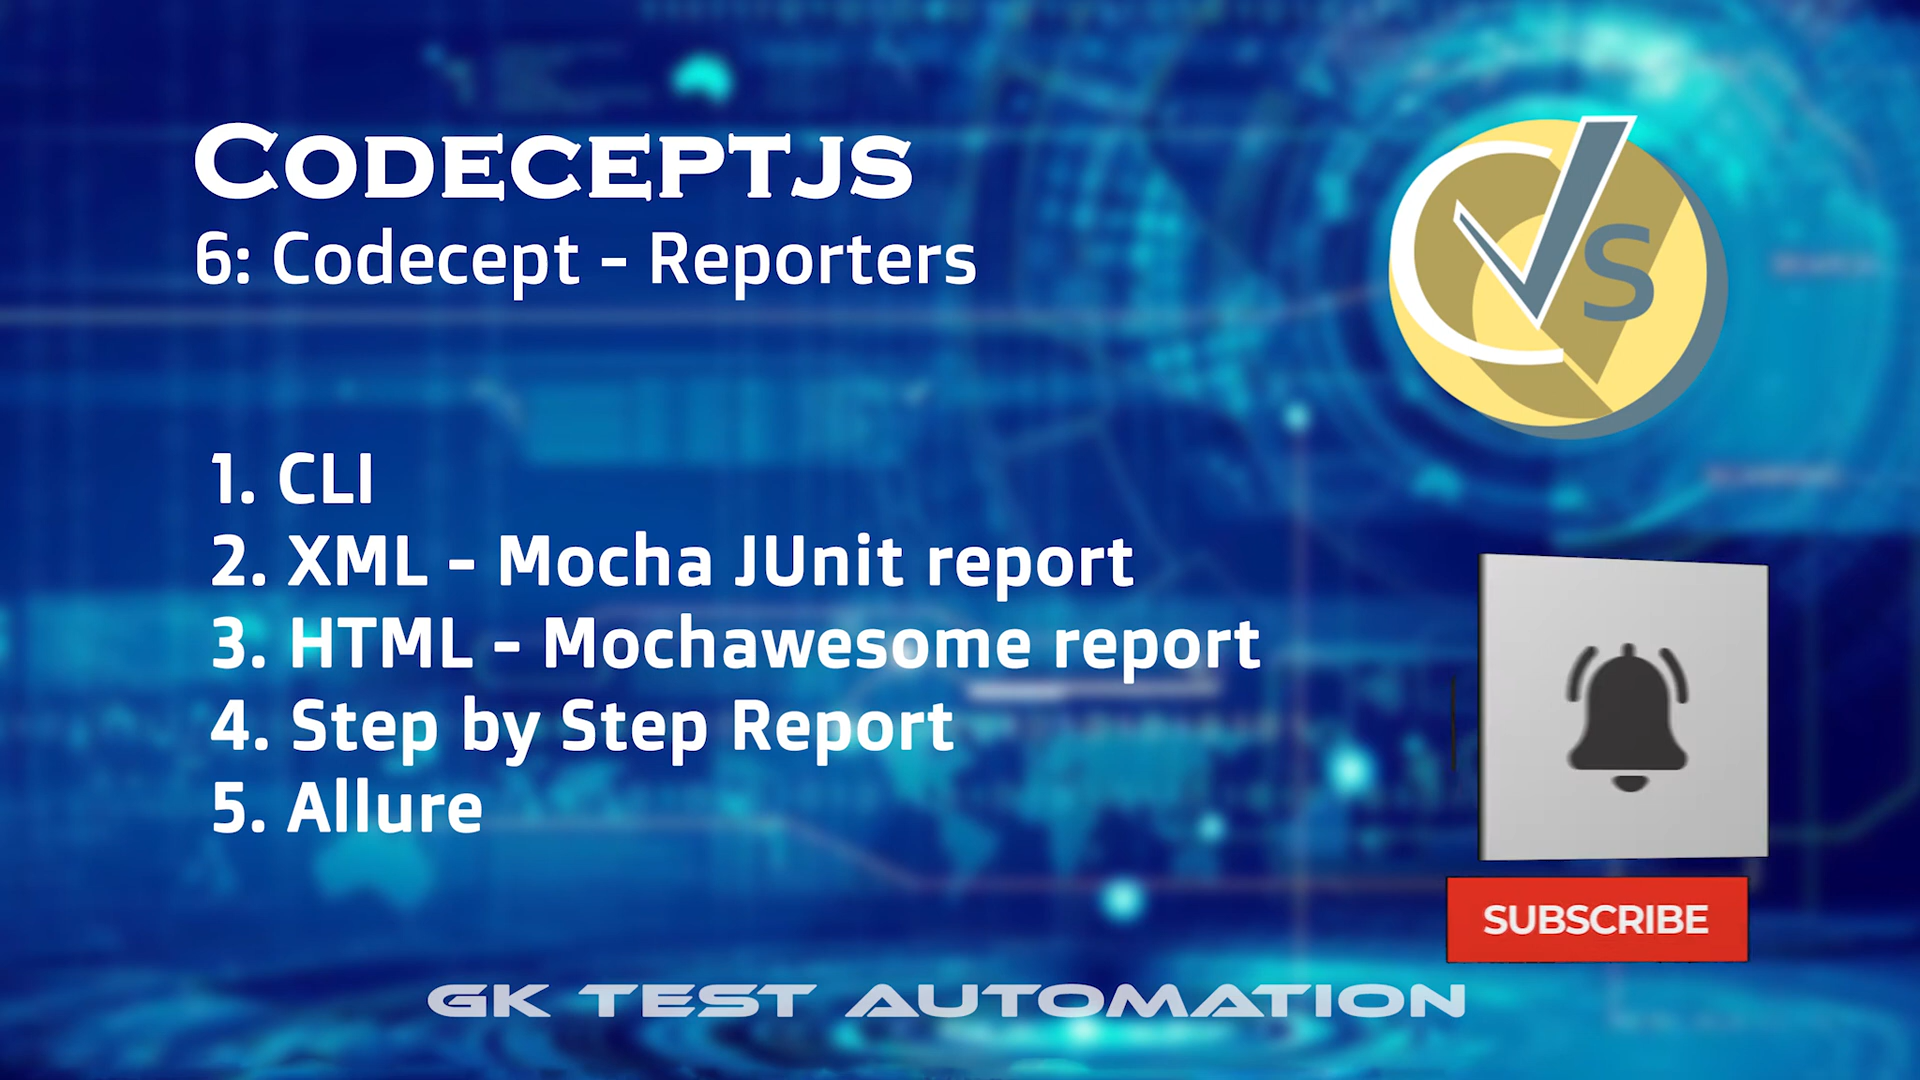 CODECEPTJS
6: Codecept - Reporters
1. CLI
2. XML - Mocha JUnit report
3. HTML - Mochawesome report
4. Step by Step Report
5. Allure
SUBSCRIBE
GK TEST AUTOMATION